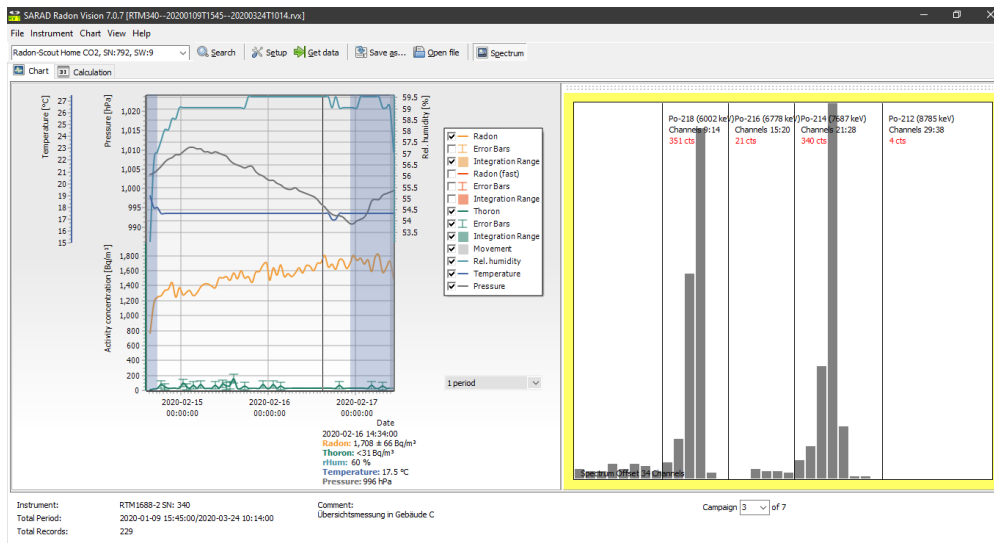 SARAD Radon Vision 7.0.7 [RTM340--20200109T1545--20200324T1014.rvx]
File Instrument Chart View Help
Radon-Scout Home CO2, SN:792, SW:9 Search Setup Get data Save as... Open file Spectrum
Chart 31 Calculation
Temperature [°C]
27
26
25
24
23
22
21
20
19
18
17
16
15
Pressure [hPa]
1,020
1,015
1,010
1,005
1,000
995
990
Activity concentration [Bq/m³]
1,800
1,600
1,400
1,200
1,000
800
600
400
200
0
59.5
59
58.5
58
57.5
57
56.5
56
55.5
55
54.5
54
53.5
Rel. humidity [%]
2020-02-15 2020-02-16 2020-02-17
00:00:00 00:00:00 00:00:00
Date
2020-02-16 14:34:00
Radon: 1,708 ± 66 Bq/m³
Thoron: <31 Bq/m³
rHum: 60 %
Temperature: 17.5 °C
Pressure: 996 hPa
Radon
Error Bars
Integration Range
Radon (fast)
Error Bars
Integration Range
Thoron
Error Bars
Integration Range
Movement
Rel. humidity
Temperature
Pressure
1 period
Po-218 (6002 keV) Po-216 (6778 keV) Po-214 (7687 keV) Po-212 (8785 keV)
Channels 9:14 Channels 15:20 Channels 21:28 Channels 29:38
351 cts 21 cts 340 cts 4 cts
Spectrum Offset 34 Channels
Instrument: RTM1688-2 SN: 340 Comment:
Total Period: 2020-01-09 15:45:00/2020-03-24 10:14:00 Übersichtsmessung in Gebäude C
Total Records: 229
Campaign 3 of 7